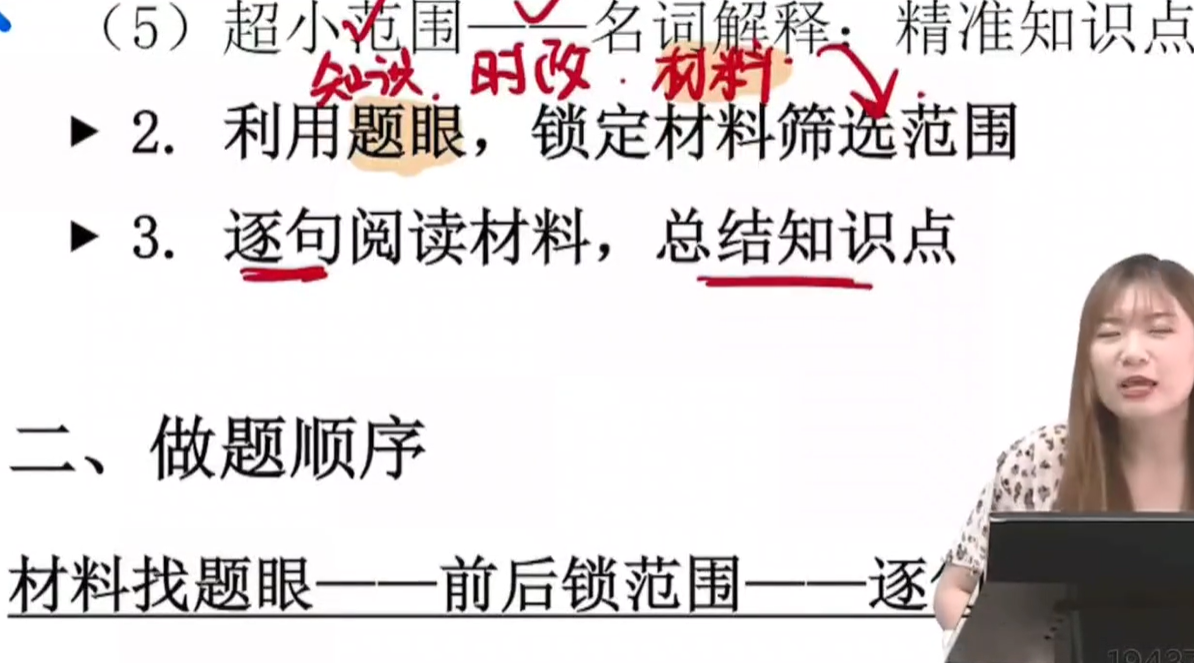 （5）超小范围——名词解释：精准知识点
知识. 时政. 材料.
2. 利用题眼，锁定材料筛选范围
3. 逐句阅读材料，总结知识点
二、做题顺序
材料找题眼——前后锁范围——逐